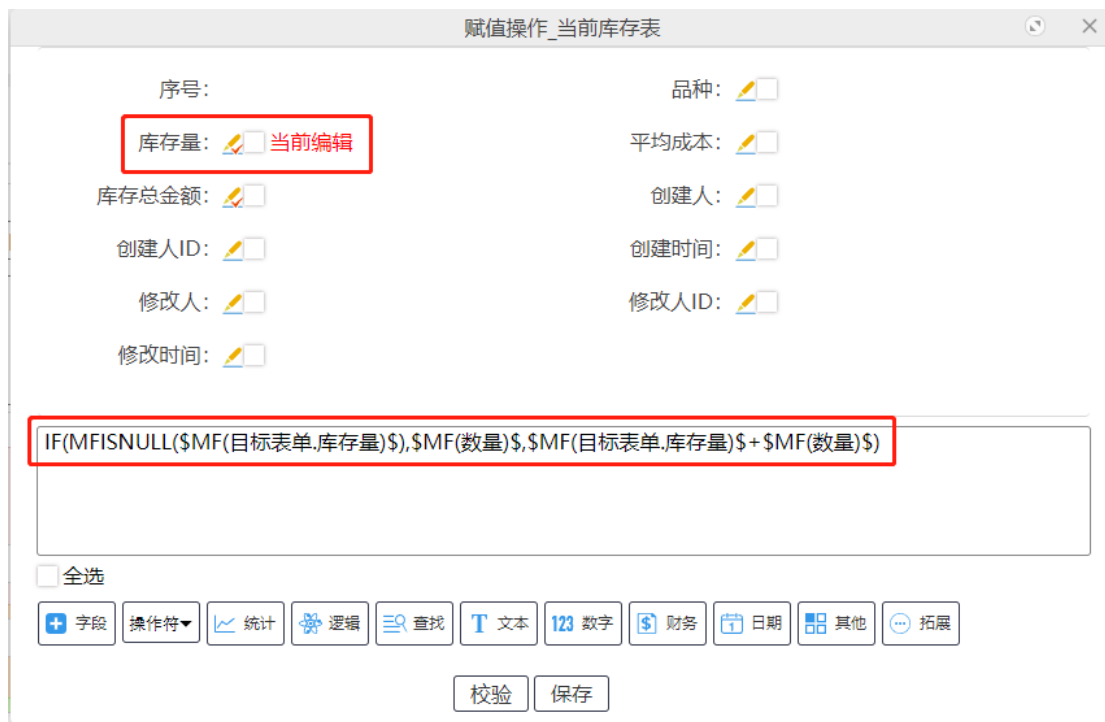 赋值操作_当前库存表
序号：
品种：
库存量： 当前编辑
平均成本：
库存总金额：
创建人：
创建人ID：
创建时间：
修改人：
修改人ID：
修改时间：
IF(MFISNULL($MF(目标表单.库存量)$),$MF(数量)$,$MF(目标表单.库存量)$+$MF(数量)$)
全选
字段 操作符 统计 逻辑 查找 T 文本 123 数字 财务 日期 其他 拓展
校验 保存